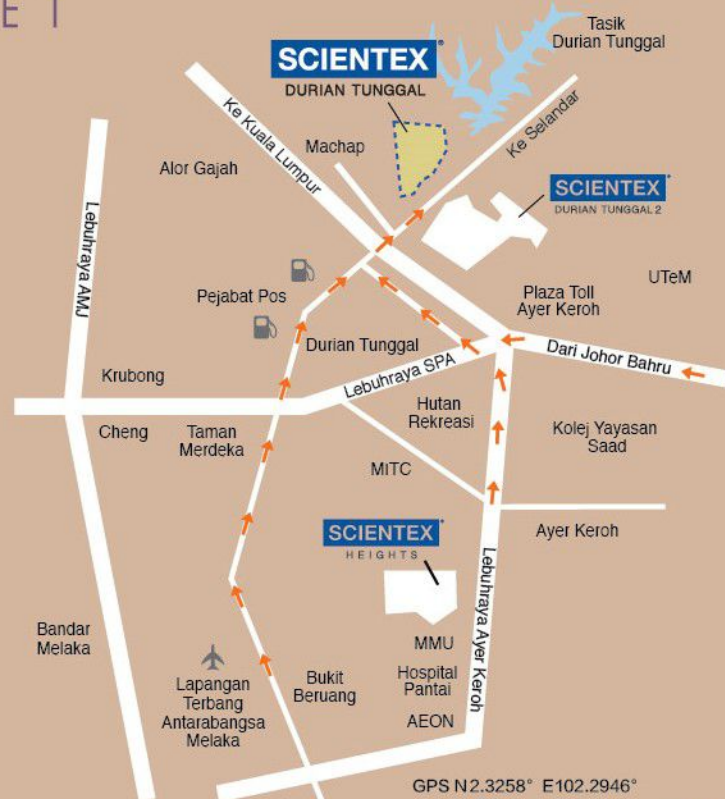 E T
Tasik
Durian Tunggal
SCIENTEX
DURIAN TUNGGAL
Ke Kuala Lumpur
Machap
Ke Selandar
Alor Gajah
SCIENTEX
DURIAN TUNGGAL 2
Lebuhraya AMJ
Pejabat Pos
UTeM
Plaza Toll
Ayer Keroh
Durian Tunggal
Dari Johor Bahru
Lebuhraya SPA
Krubong
Hutan
Rekreasi
Cheng
Taman
Merdeka
Kolej Yayasan
Saad
MITC
SCIENTEX
HEIGHTS
Ayer Keroh
Lebuhraya Ayer Keroh
Bandar
Melaka
MMU
Lapangan
Terbang
Antarabangsa
Melaka
Bukit
Beruang
Hospital
Pantai
AEON
GPS N2.3258° E102.2946°